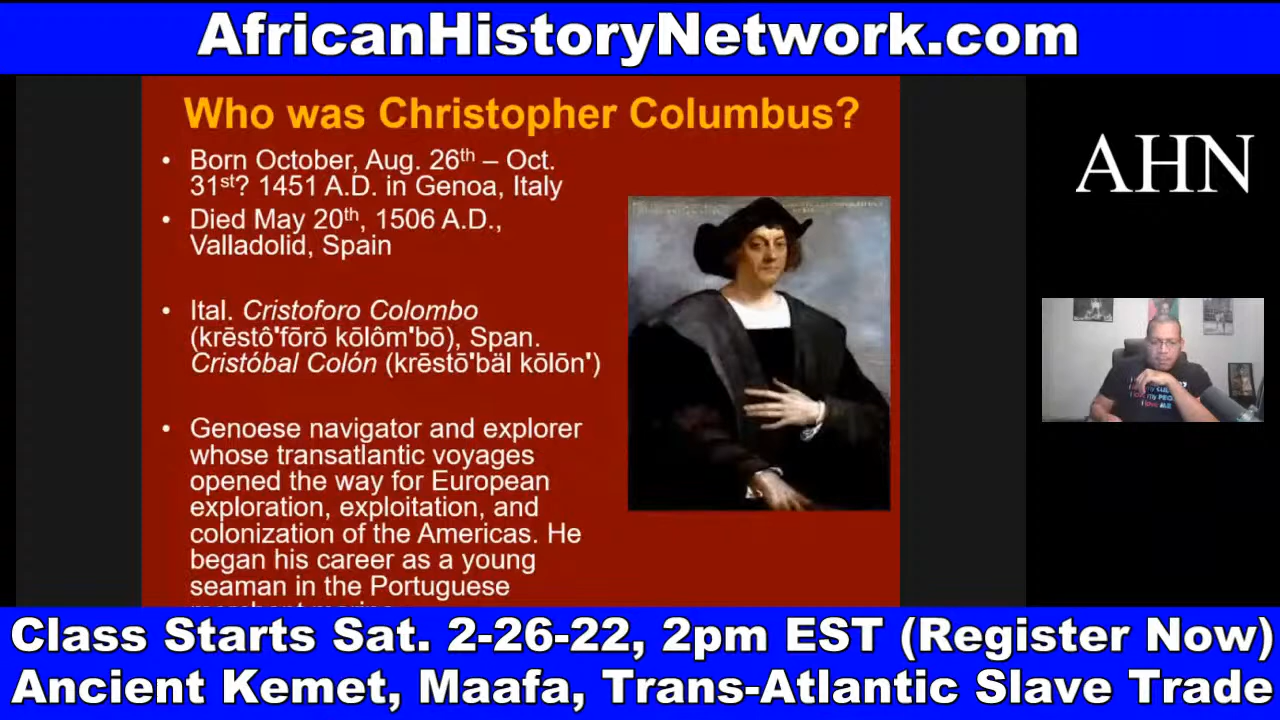 AfricanHistoryNetwork.com
Who was Christopher Columbus?
• Born October, Aug. 26th – Oct.
31st? 1451 A.D. in Genoa, Italy
• Died May 20th, 1506 A.D.,
Valladolid, Spain
• Ital. Cristoforo Colombo
(krēstô'fōrō kōlôm'bō), Span.
Cristóbal Colón (krēstō'bäl kōlōn')
• Genoese navigator and explorer
whose transatlantic voyages
opened the way for European
exploration, exploitation, and
colonization of the Americas. He
began his career as a young
seaman in the Portuguese
AHN
Class Starts Sat. 2-26-22, 2pm EST (Register Now)
Ancient Kemet, Maafa, Trans-Atlantic Slave Trade